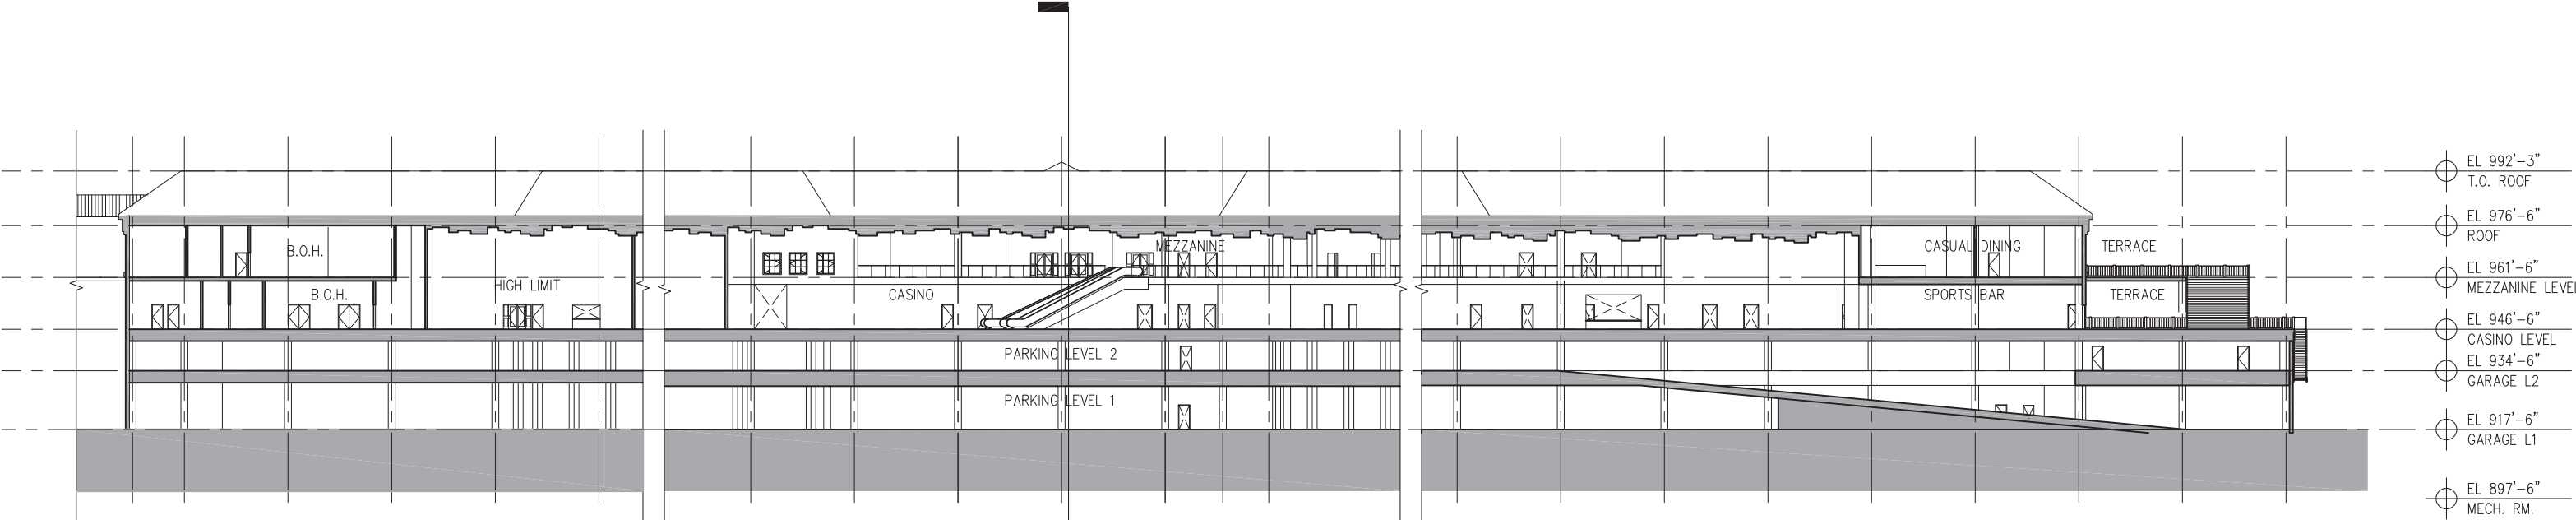 EL 992'-3"
T.O. ROOF
EL 976'-6"
ROOF
B.O.H.
MEZZANINE
CASUAL DINING
TERRACE
EL 961'-6"
MEZZANINE LEVEL
HIGH LIMIT
B.O.H.
CASINO
SPORTS BAR
TERRACE
EL 946'-6"
CASINO LEVEL
PARKING LEVEL 2
EL 934'-6"
GARAGE L2
PARKING LEVEL 1
EL 917'-6"
GARAGE L1
EL 897'-6"
MECH. RM.